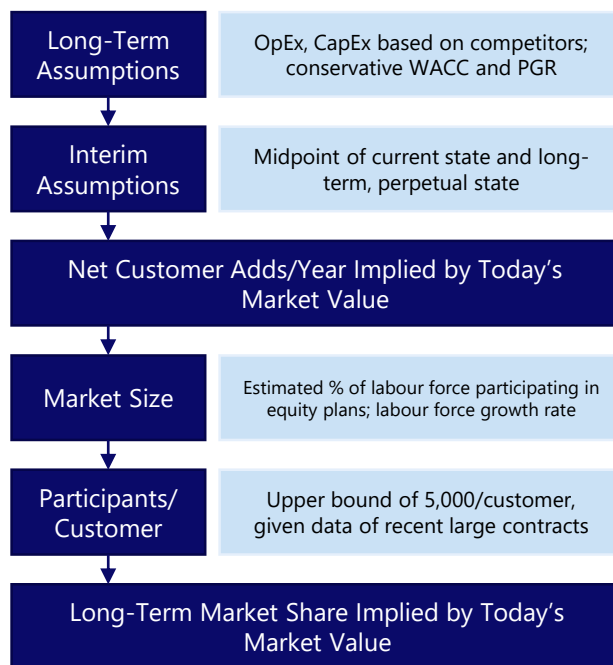 Long-Term
Assumptions
OpEx, CapEx based on competitors;
conservative WACC and PGR
Interim
Assumptions
Midpoint of current state and long-
term, perpetual state
Net Customer Adds/Year Implied by Today’s
Market Value
Market Size
Estimated % of labour force participating in
equity plans; labour force growth rate
Participants/
Customer
Upper bound of 5,000/customer,
given data of recent large contracts
Long-Term Market Share Implied by Today’s
Market Value